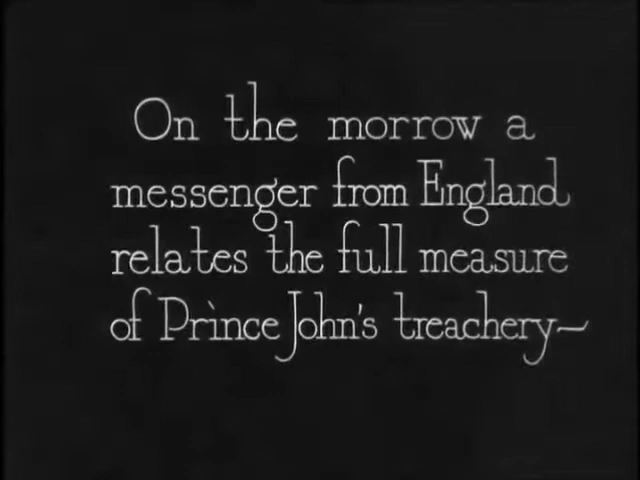 On the morrow a
messenger from England
relates the full measure
of Prince John's treachery—